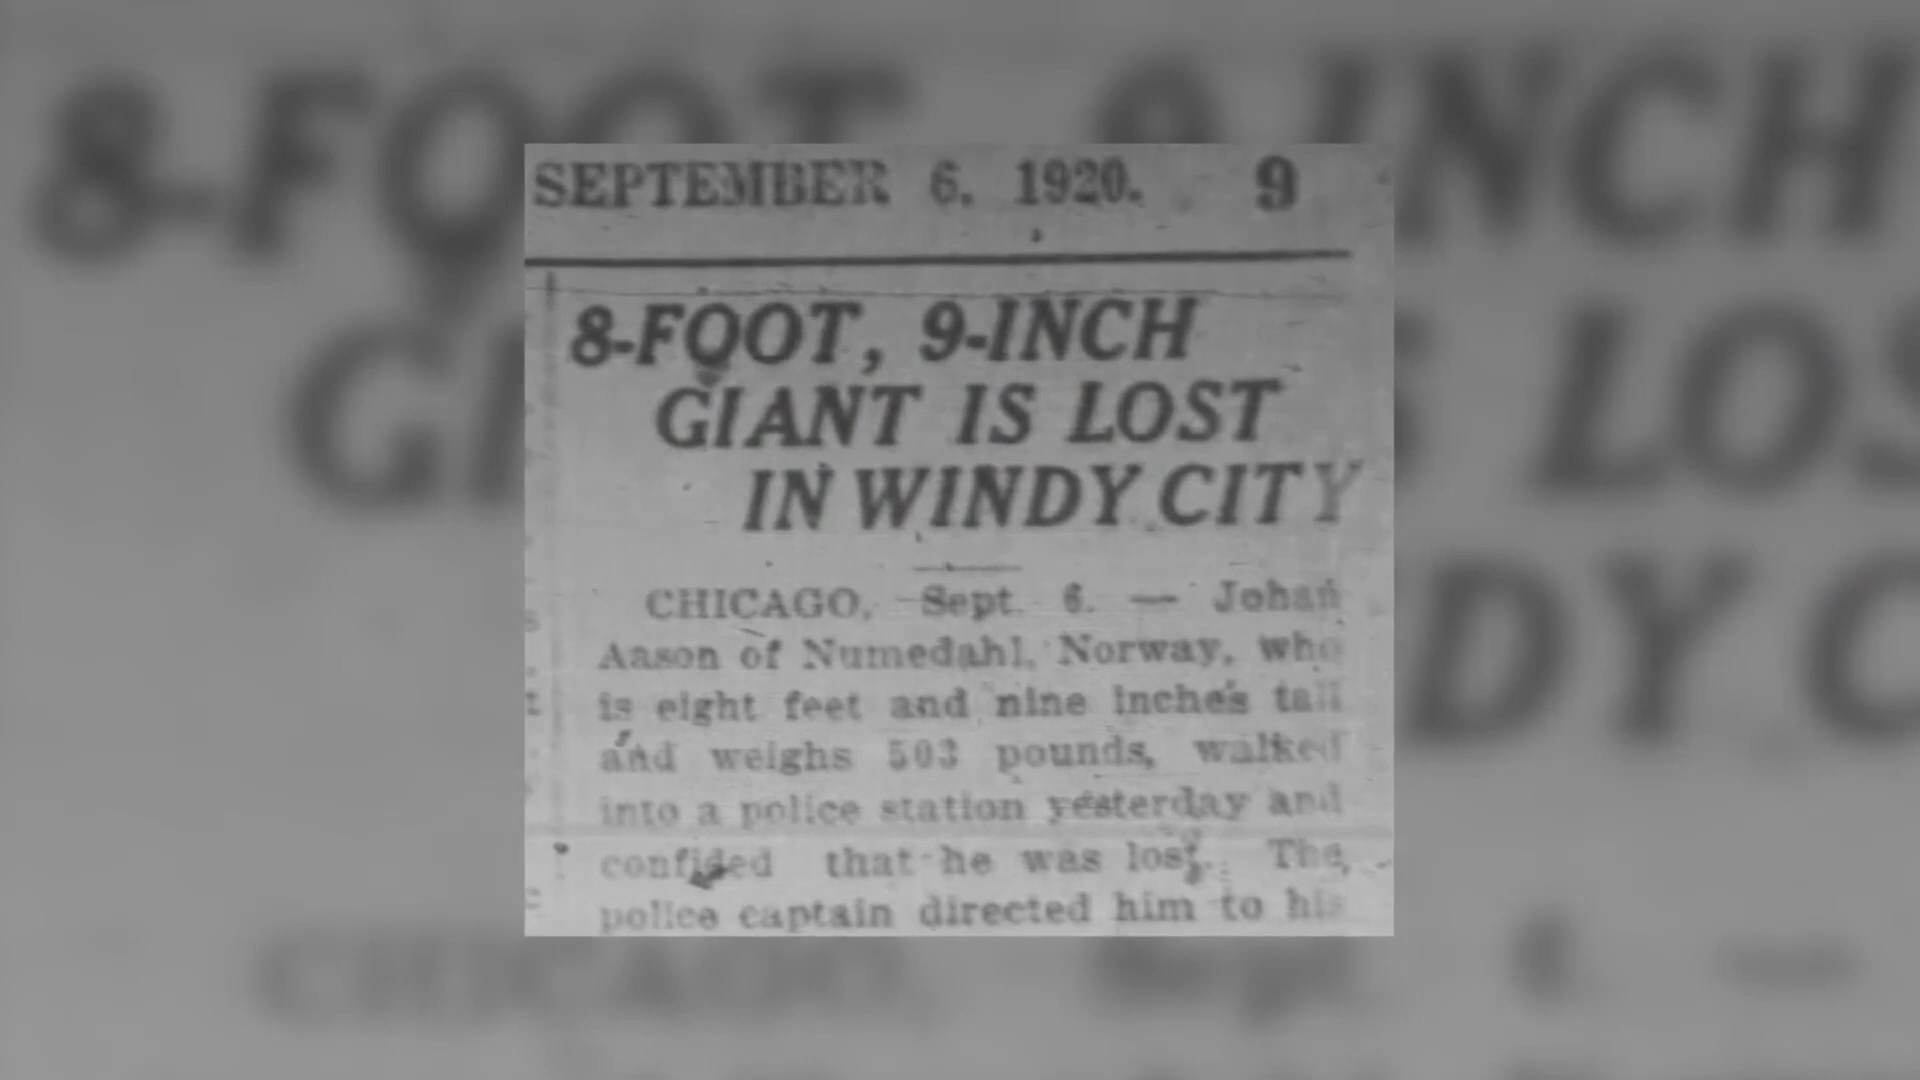 SEPTEMBER 6, 1920. 9
8-FOOT, 9-INCH
GIANT IS LOST
IN WINDY CITY
CHICAGO, Sept. 6. — Johan
Aason of Numedahl, Norway, who
is eight feet and nine inches tall
and weighs 503 pounds, walked
into a police station yesterday and
confided that he was lost. The
police captain directed him to his